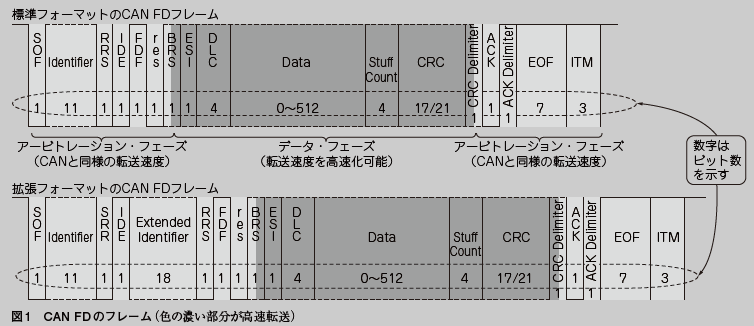 標準フォーマットのCAN FDフレーム
SOF Identifier RRS IDE FDF res BRS ESI DLC Data Stuff Count CRC CRC Delimiter ACK ACK Delimiter EOF ITM
1 11 1 1 1 1 1 1 4 0～512 4 17/21 1 1 1 7 3
アービトレーション・フェーズ
（CANと同様の転送速度）
データ・フェーズ
（転送速度を高速化可能）
アービトレーション・フェーズ
（CANと同様の転送速度）
数字は
ビット数
を示す
拡張フォーマットのCAN FDフレーム
SOF Identifier SRR IDE Extended Identifier RRS FDF res BRS ESI DLC Data Stuff Count CRC CRC Delimiter ACK ACK Delimiter EOF ITM
1 11 1 1 18 1 1 1 1 1 4 0～512 4 17/21 1 1 1 7 3
図1 CAN FDのフレーム（色の濃い部分が高速転送）